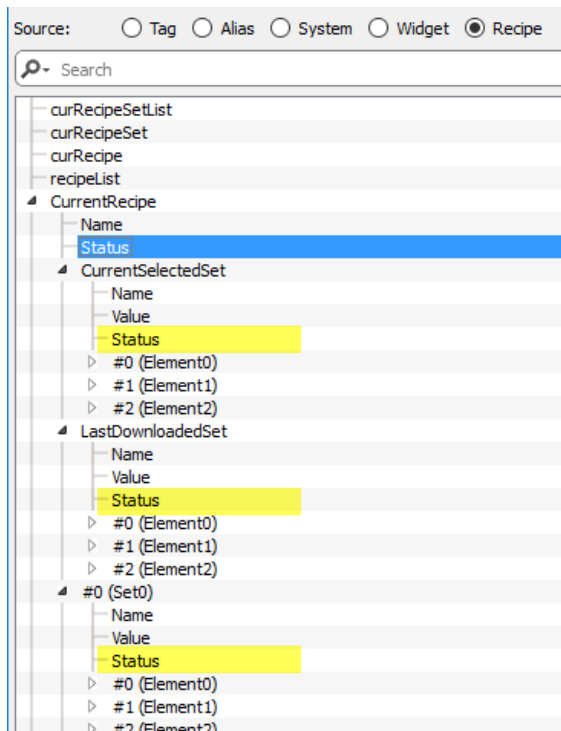 Source: Tag Alias System Widget Recipe
Search
curRecipeSetList
curRecipeSet
curRecipe
recipeList
CurrentRecipe
Name
Status
CurrentSelectedSet
Name
Value
Status
#0 (Element0)
#1 (Element1)
#2 (Element2)
LastDownloadedSet
Name
Value
Status
#0 (Element0)
#1 (Element1)
#2 (Element2)
#0 (Set0)
Name
Value
Status
#0 (Element0)
#1 (Element1)
#2 (Element2)